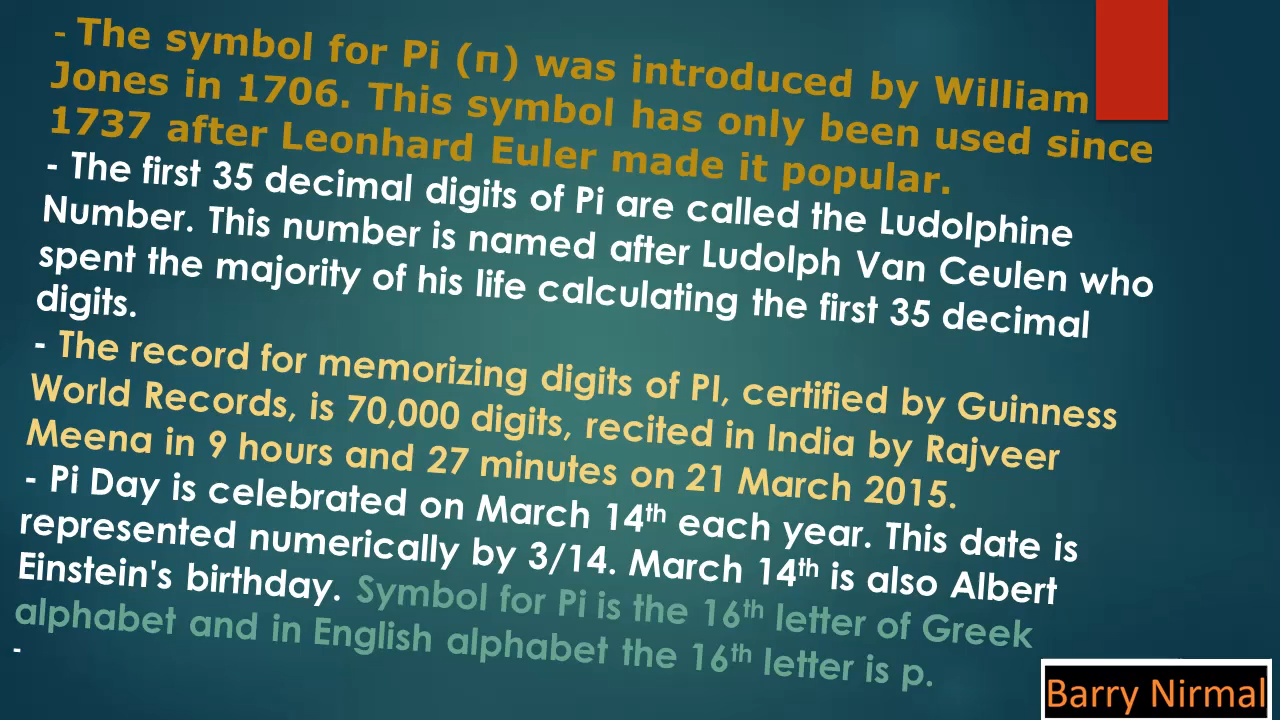 - The symbol for Pi (π) was introduced by William
Jones in 1706. This symbol has only been used since
1737 after Leonhard Euler made it popular.
- The first 35 decimal digits of Pi are called the Ludolphine
Number. This number is named after Ludolph Van Ceulen who
spent the majority of his life calculating the first 35 decimal
digits.
- The record for memorizing digits of PI, certified by Guinness
World Records, is 70,000 digits, recited in India by Rajveer
Meena in 9 hours and 27 minutes on 21 March 2015.
- Pi Day is celebrated on March 14th each year. This date is
represented numerically by 3/14. March 14th is also Albert
Einstein's birthday. Symbol for Pi is the 16th letter of Greek
alphabet and in English alphabet the 16th letter is p.
-
Barry Nirmal